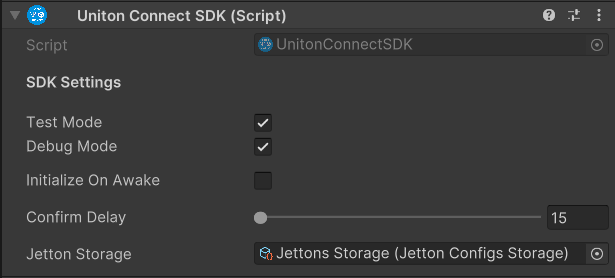 Uniton Connect SDK (Script)
Script UnitonConnectSDK
SDK Settings
Test Mode
Debug Mode
Initialize On Awake
Confirm Delay 15
Jetton Storage Jettons Storage (Jetton Configs Storage)